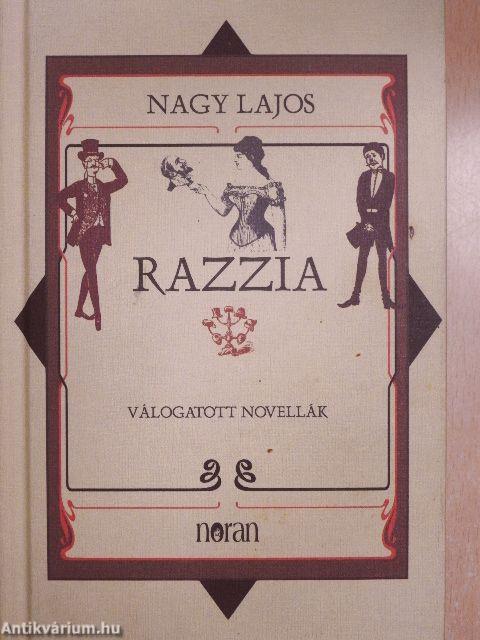 NAGY LAJOS
RAZZIA
VÁLOGATOTT NOVELLÁK
noran
Antikvárium.hu